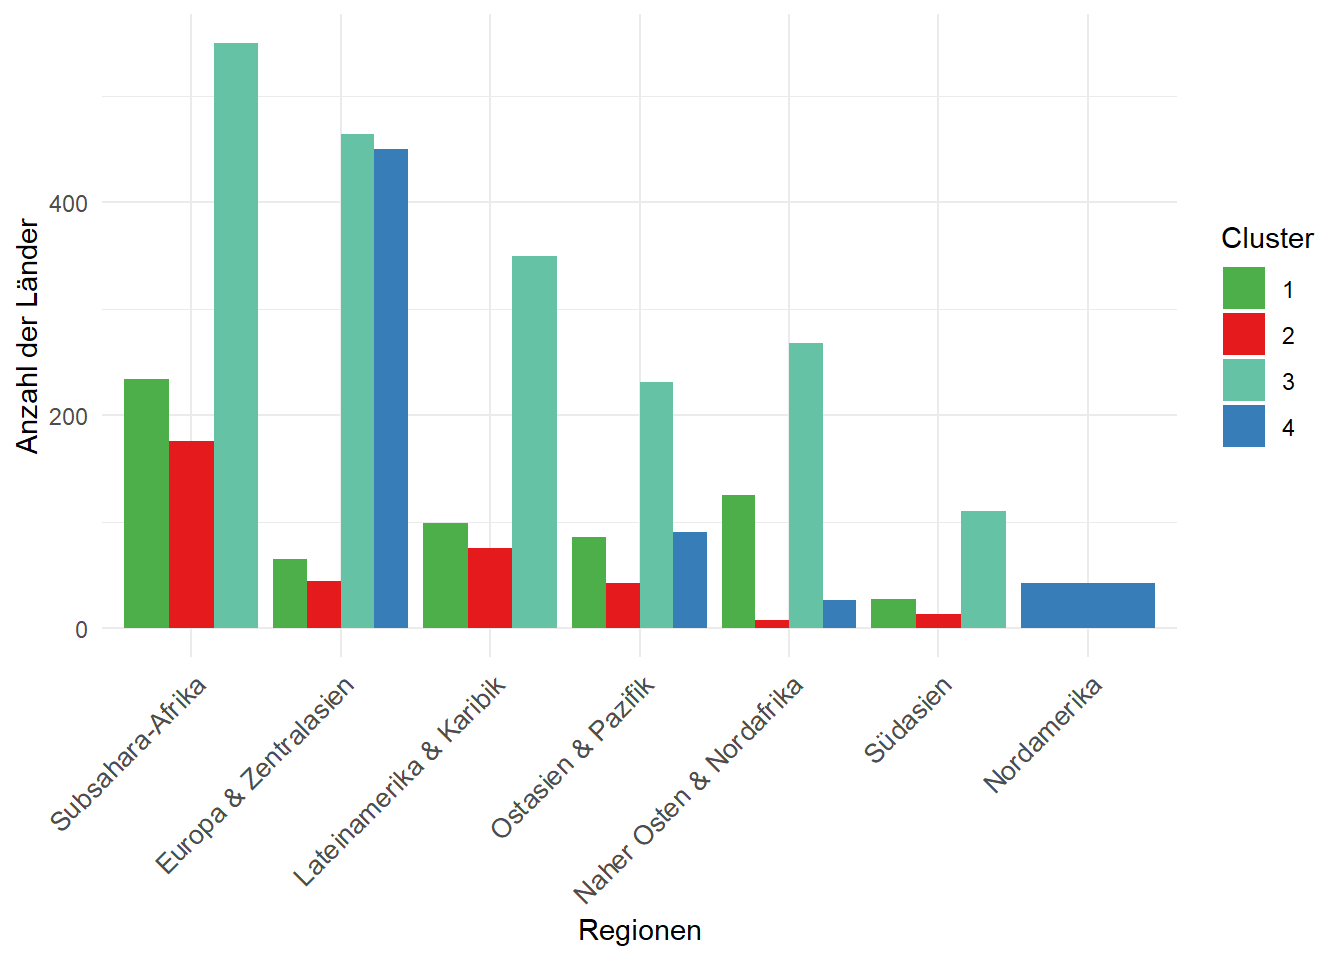 Anzahl der Länder
400
200
0
Subsahara-Afrika
Europa & Zentralasien
Lateinamerika & Karibik
Ostasien & Pazifik
Naher Osten & Nordafrika
Südasien
Nordamerika
Regionen
Cluster
1
2
3
4